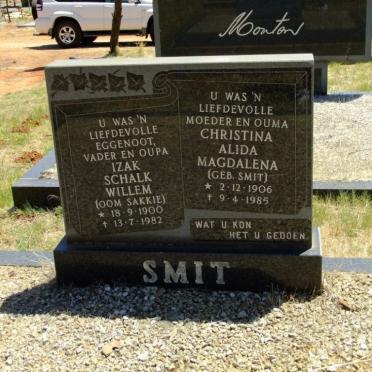 Mouton
U WAS 'N
LIEFDEVOLLE
EGGENOOT,
VADER EN OUPA
IZAK
SCHALK
WILLEM
(OOM SAKKIE)
* 18·9·1900
† 13·7·1982
U WAS 'N
LIEFDEVOLLE
MOEDER EN OUMA
CHRISTINA
ALIDA
MAGDALENA
(GEB. SMIT)
* 2·12·1906
† 9·4·1985
WAT U KON
HET U GEDOEN.
SMIT